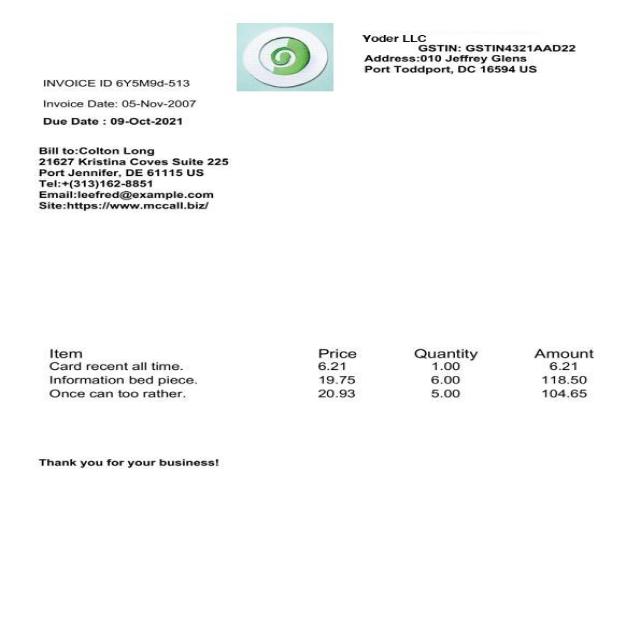 Yoder LLC
GSTIN: GSTIN4321AAD22
Address:010 Jeffrey Glens
Port Toddport, DC 16594 US
INVOICE ID 6Y5M9d-513
Invoice Date: 05-Nov-2007
Due Date : 09-Oct-2021
Bill to:Colton Long
21627 Kristina Coves Suite 225
Port Jennifer, DE 61115 US
Tel:+(313)162-8851
Email:leefred@example.com
Site:https://www.mccall.biz/
Item Price Quantity Amount
Card recent all time. 6.21 1.00 6.21
Information bed piece. 19.75 6.00 118.50
Once can too rather. 20.93 5.00 104.65
Thank you for your business!